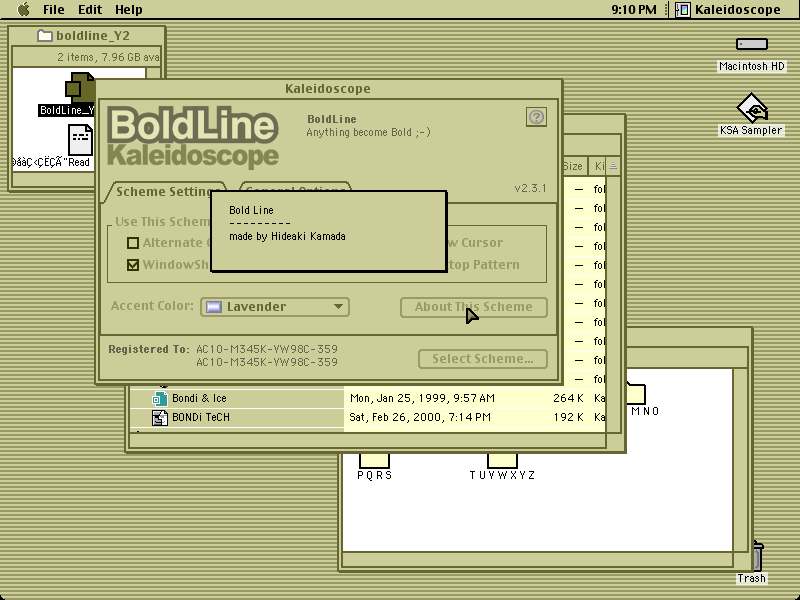 File Edit Help
9:10 PM Kaleidoscope
boldline_Y2
2 items, 7.96 GB ava
BoldLine_Y
"Read
Macintosh HD
KSA Sampler
Kaleidoscope
BoldLine
Kaleidoscope
BoldLine
Anything become Bold ;-)
?
v2.3.1
Scheme Settings
General Options
Use This Schem
Alternate
w Cursor
WindowSh
top Pattern
Bold Line
---------
made by Hideaki Kamada
Accent Color:
Lavender
About This Scheme
Registered To: AC10-M345K-VW98C-359
AC10-M345K-VW98C-359
Select Scheme...
Size Ki
— fol
— fol
— fol
— fol
— fol
— fol
— fol
— fol
— fol
— fol
— fol
Bondi & Ice Mon, Jan 25, 1999, 9:57 AM 264 K Ka
BONDi TeCH Sat, Feb 26, 2000, 7:14 PM 192 K Ka
M N O
P Q R S
T U V W X Y Z
Trash